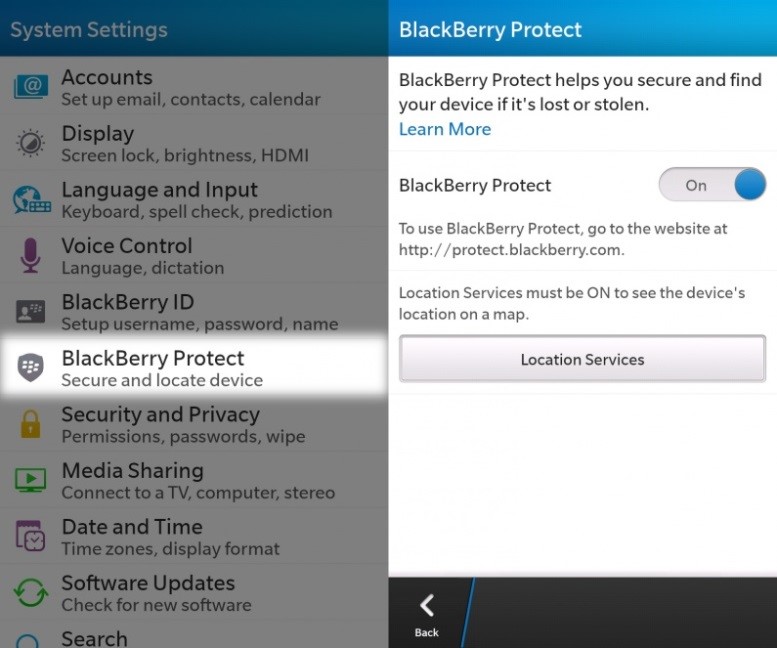 System Settings
Accounts
Set up email, contacts, calendar
Display
Screen lock, brightness, HDMI
Language and Input
Keyboard, spell check, prediction
Voice Control
Language, dictation
BlackBerry ID
Setup username, password, name
BlackBerry Protect
Secure and locate device
Security and Privacy
Permissions, passwords, wipe
Media Sharing
Connect to a TV, computer, stereo
Date and Time
Time zones, display format
Software Updates
Check for new software
Search
BlackBerry Protect
BlackBerry Protect helps you secure and find
your device if it's lost or stolen.
Learn More
BlackBerry Protect
On
To use BlackBerry Protect, go to the website at
http://protect.blackberry.com.
Location Services must be ON to see the device's
location on a map.
Location Services
Back